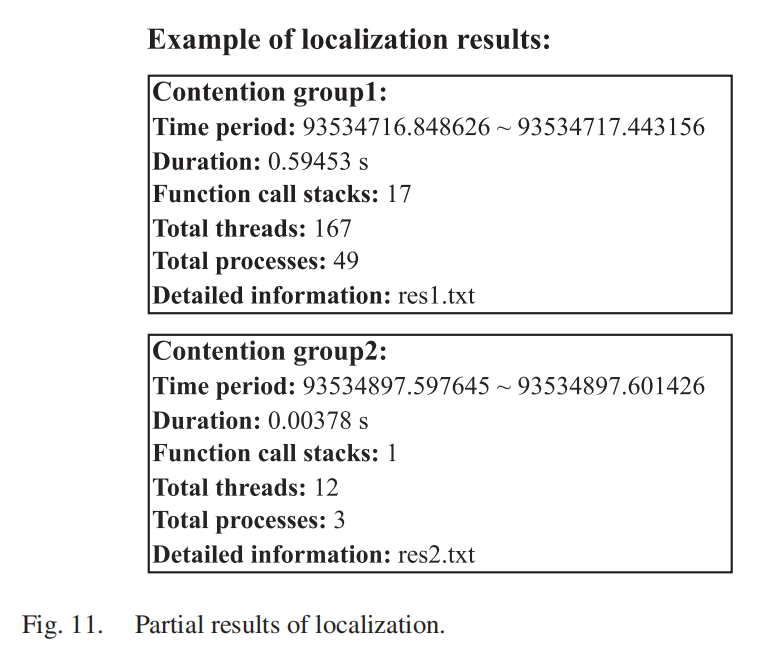 Example of localization results:
Contention group1:
Time period: 93534716.848626 ~ 93534717.443156
Duration: 0.59453 s
Function call stacks: 17
Total threads: 167
Total processes: 49
Detailed information: res1.txt
Contention group2:
Time period: 93534897.597645 ~ 93534897.601426
Duration: 0.00378 s
Function call stacks: 1
Total threads: 12
Total processes: 3
Detailed information: res2.txt
Fig. 11. Partial results of localization.